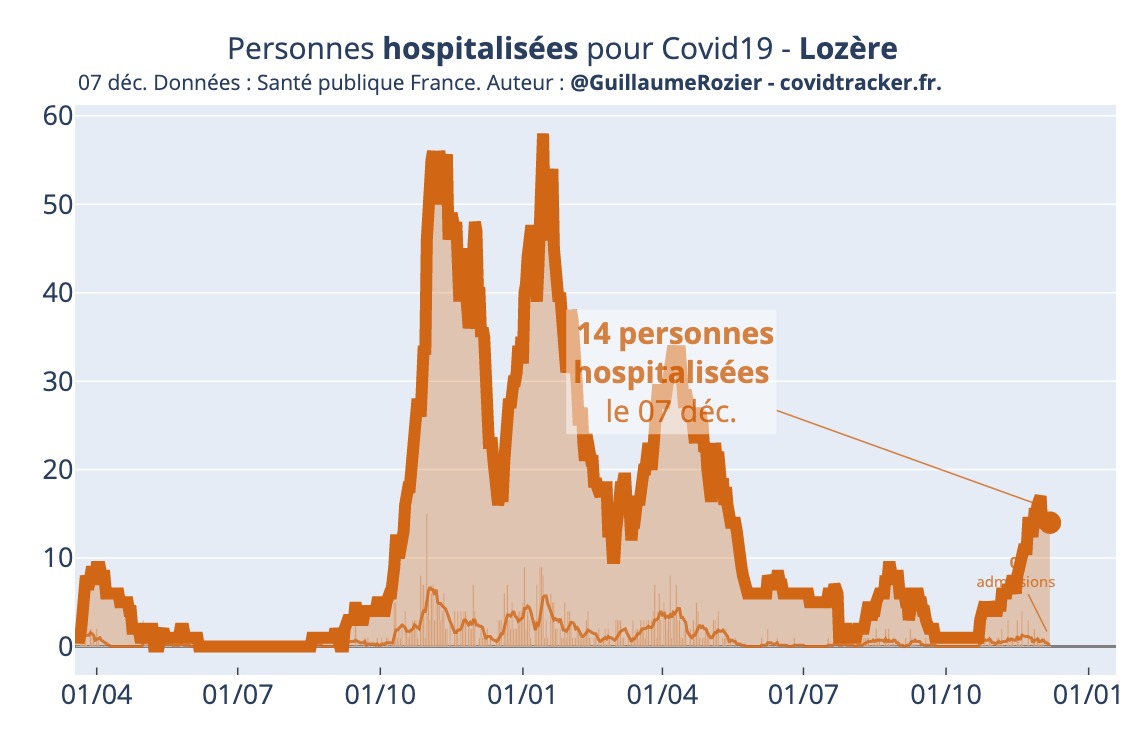 Personnes hospitalisées pour Covid19 - Lozère
07 déc. Données : Santé publique France. Auteur : @GuillaumeRozier - covidtracker.fr.
60
50
40
30
20
10
0
14 personnes
hospitalisées
le 07 déc.
0
admissions
01/04 01/07 01/10 01/01 01/04 01/07 01/10 01/01